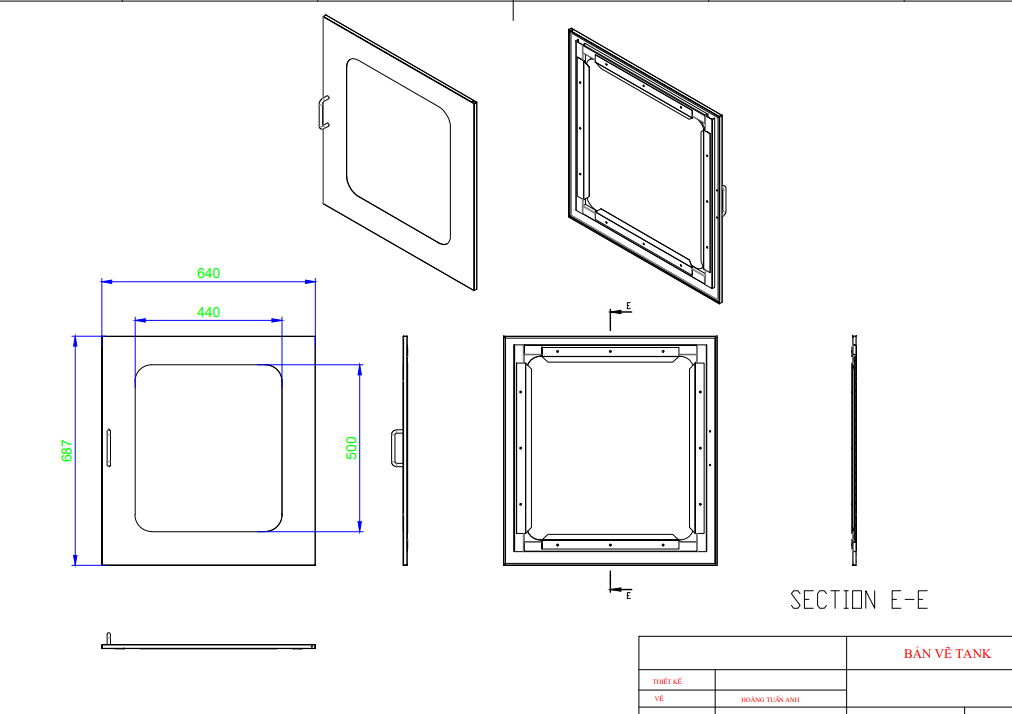 640
440
687
500
E
E
SECTION E-E
BẢN VẼ TANK
THIẾT KẾ
VẼ
HOÀNG TUẤN ANH